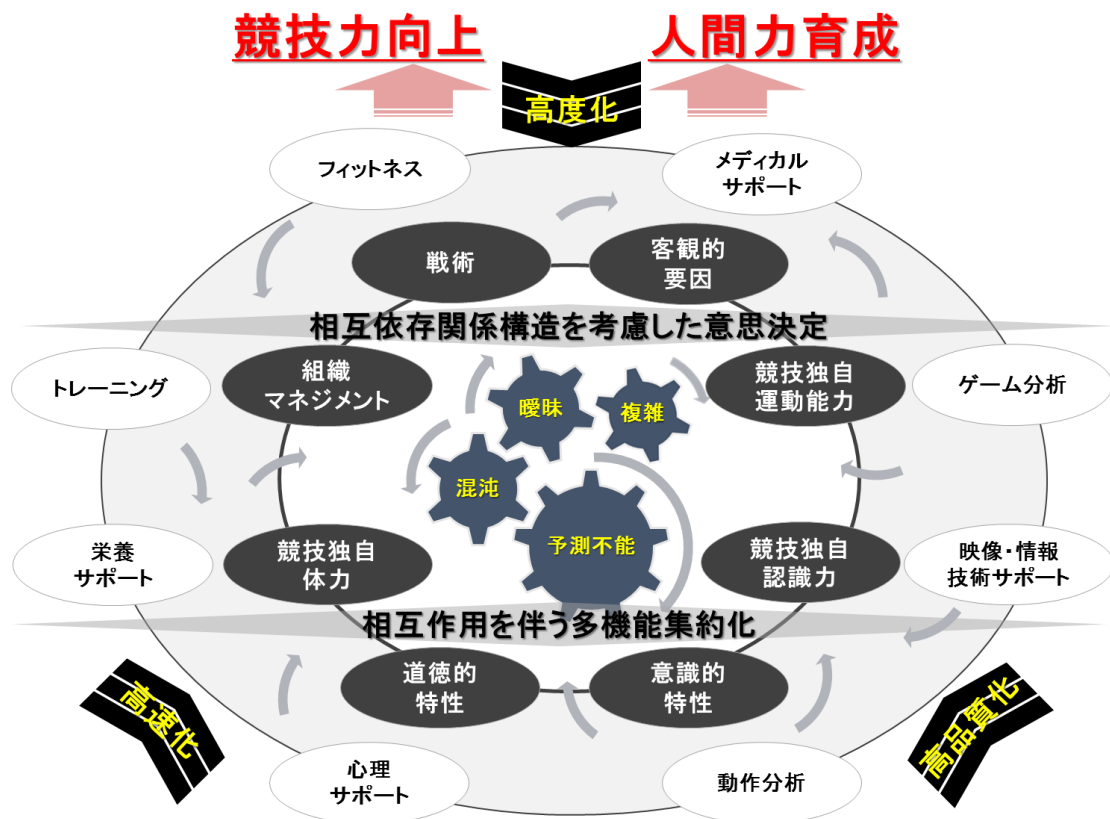 競技力向上
人間力育成
高度化
フィットネス
メディカル
サポート
戦術
客観的
要因
相互依存関係構造を考慮した意思決定
トレーニング
組織
マネジメント
曖昧
複雑
競技独自
運動能力
ゲーム分析
混沌
栄養
サポート
競技独自
体力
予測不能
競技独自
認識力
映像・情報
技術サポート
相互作用を伴う多機能集約化
道徳的
特性
意識的
特性
高速化
高品質化
心理
サポート
動作分析